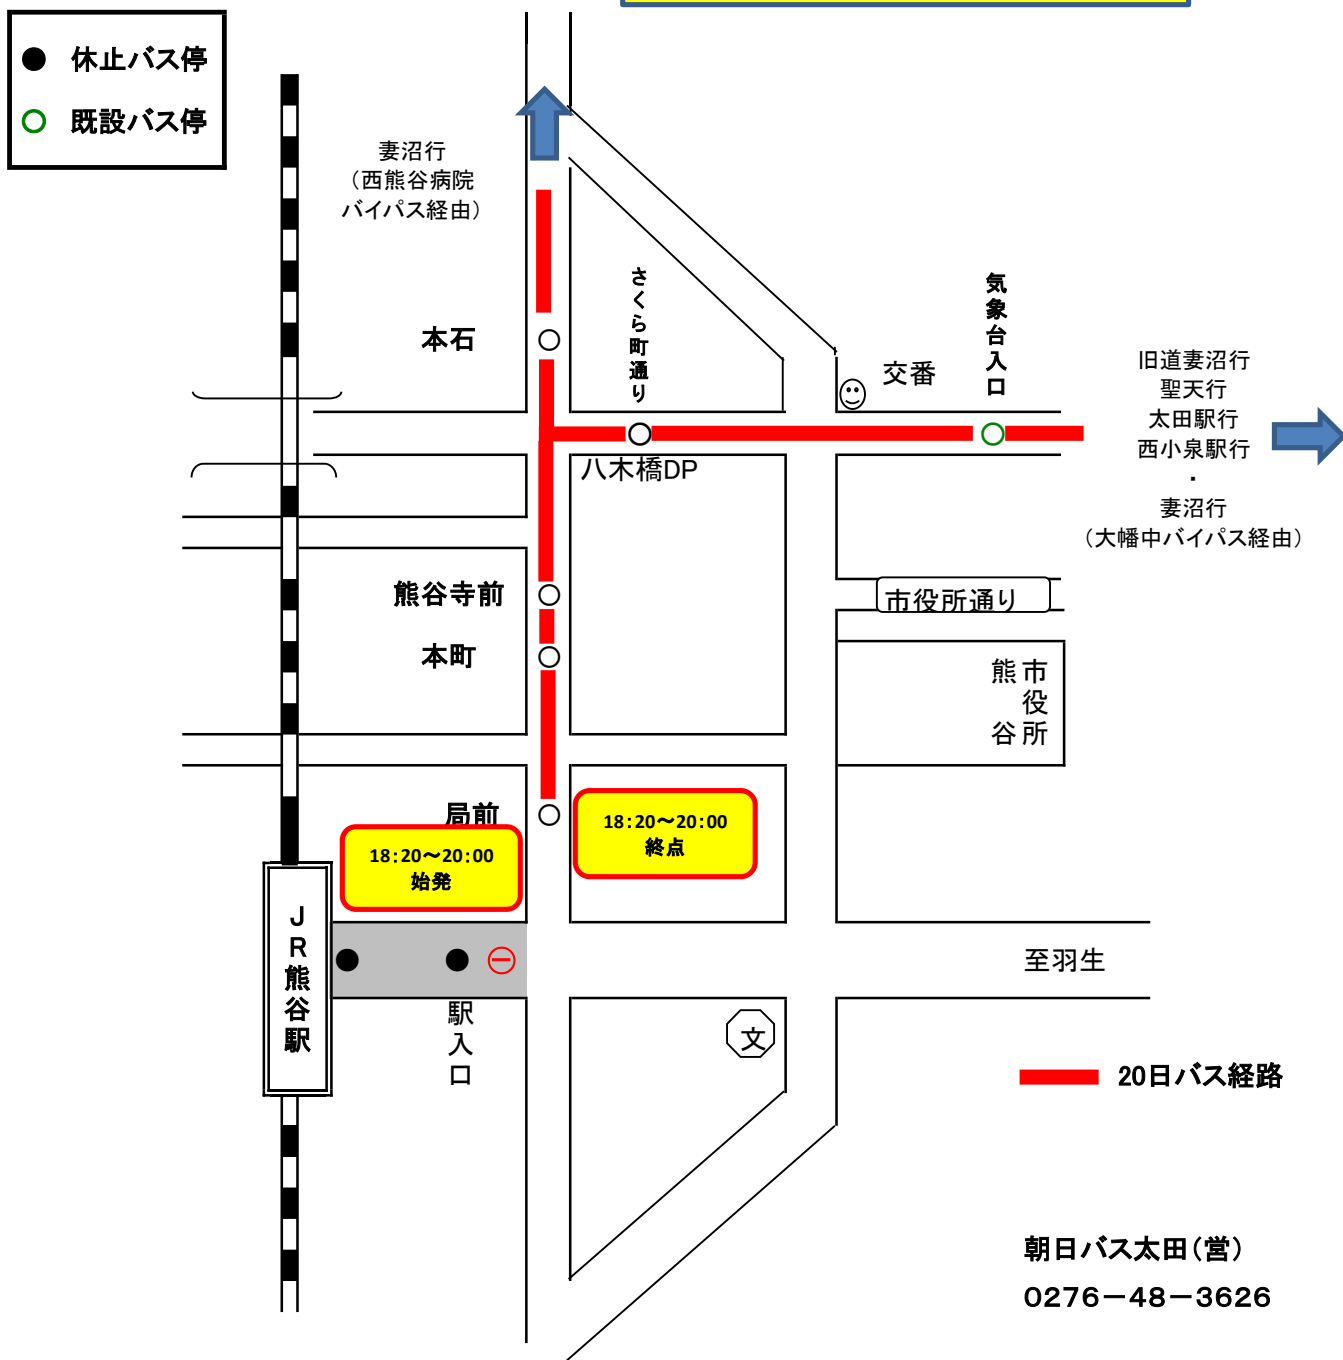 休止バス停
既設バス停
妻沼行
（西熊谷病院
バイパス経由）
さくら町通り
気象台入口
本石
交番
旧道妻沼行
聖天行
太田駅行
西小泉駅行
・
妻沼行
（大幡中バイパス経由）
八木橋DP
熊谷寺前
市役所通り
本町
熊谷
市役所
局前
18：20～20：00
終点
18：20～20：00
始発
JR熊谷駅
至羽生
駅入口
文
20日バス経路
朝日バス太田（営）
0276－48－3626